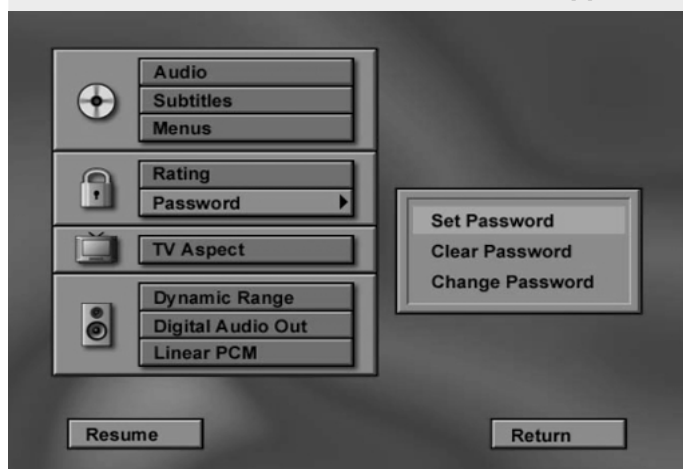 Audio
Subtitles
Menus
Rating
Password
TV Aspect
Dynamic Range
Digital Audio Out
Linear PCM
Set Password
Clear Password
Change Password
Resume
Return